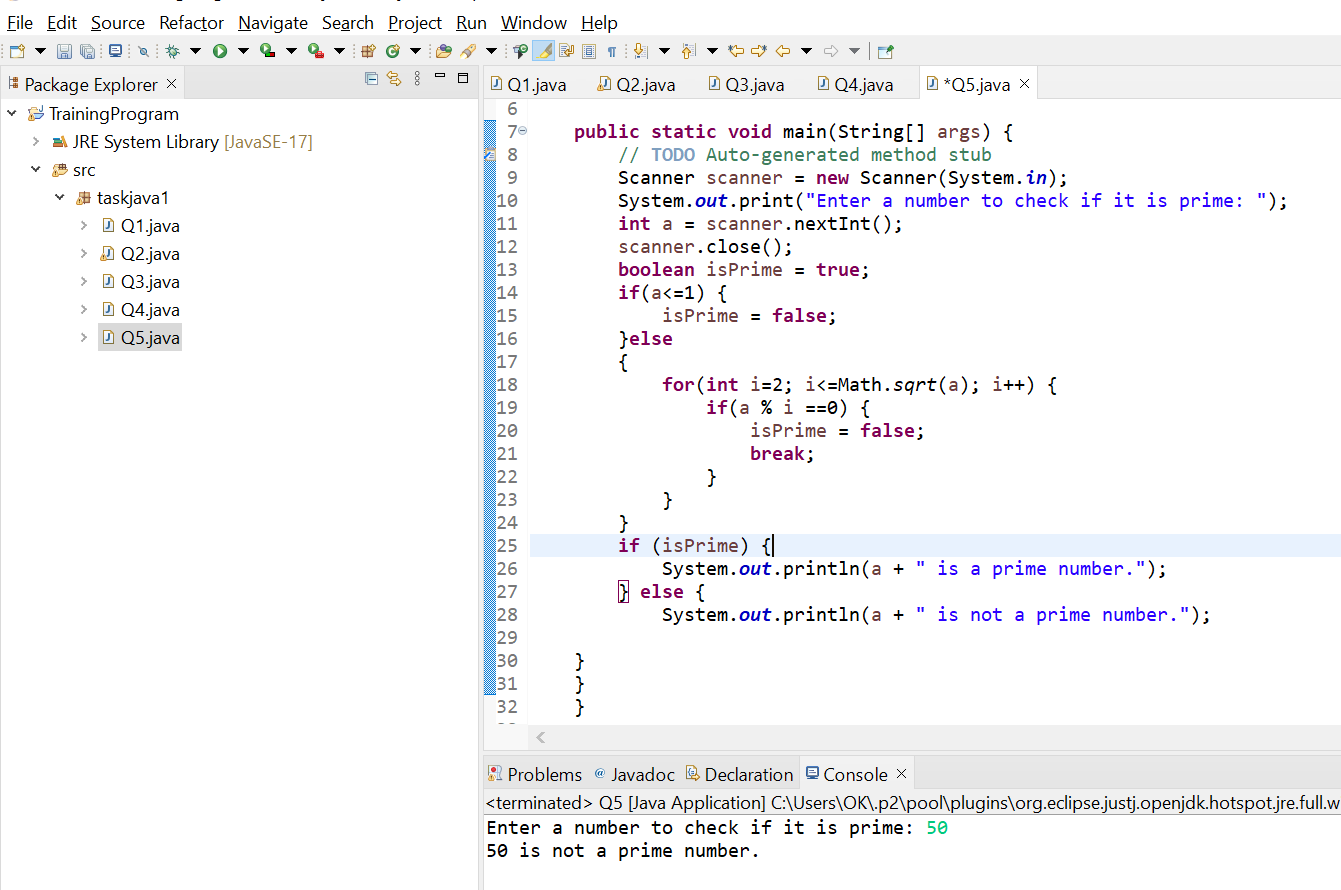 File Edit Source Refactor Navigate Search Project Run Window Help
Package Explorer
TrainingProgram
JRE System Library [JavaSE-17]
src
taskjava1
Q1.java
Q2.java
Q3.java
Q4.java
Q5.java
Q1.java Q2.java Q3.java Q4.java *Q5.java
6
7 public static void main(String[] args) {
8 // TODO Auto-generated method stub
9 Scanner scanner = new Scanner(System.in);
10 System.out.print("Enter a number to check if it is prime: ");
11 int a = scanner.nextInt();
12 scanner.close();
13 boolean isPrime = true;
14 if(a<=1) {
15 isPrime = false;
16 }else
17 {
18 for(int i=2; i<=Math.sqrt(a); i++) {
19 if(a % i ==0) {
20 isPrime = false;
21 break;
22 }
23 }
24 }
25 if (isPrime) {
26 System.out.println(a + " is a prime number.");
27 } else {
28 System.out.println(a + " is not a prime number.");
29
30 }
31 }
32 }
Problems Javadoc Declaration Console
<terminated> Q5 [Java Application] C:\Users\OK\.p2\pool\plugins\org.eclipse.justj.openjdk.hotspot.jre.full.w
Enter a number to check if it is prime: 50
50 is not a prime number.